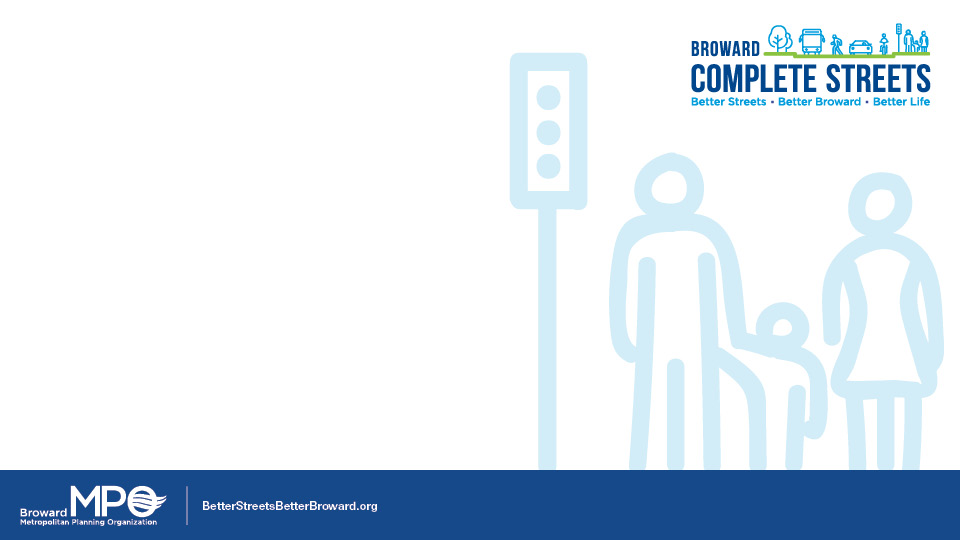 BROWARD
COMPLETE STREETS
Better Streets • Better Broward • Better Life
Broward MPO
Metropolitan Planning Organization
BetterStreetsBetterBroward.org